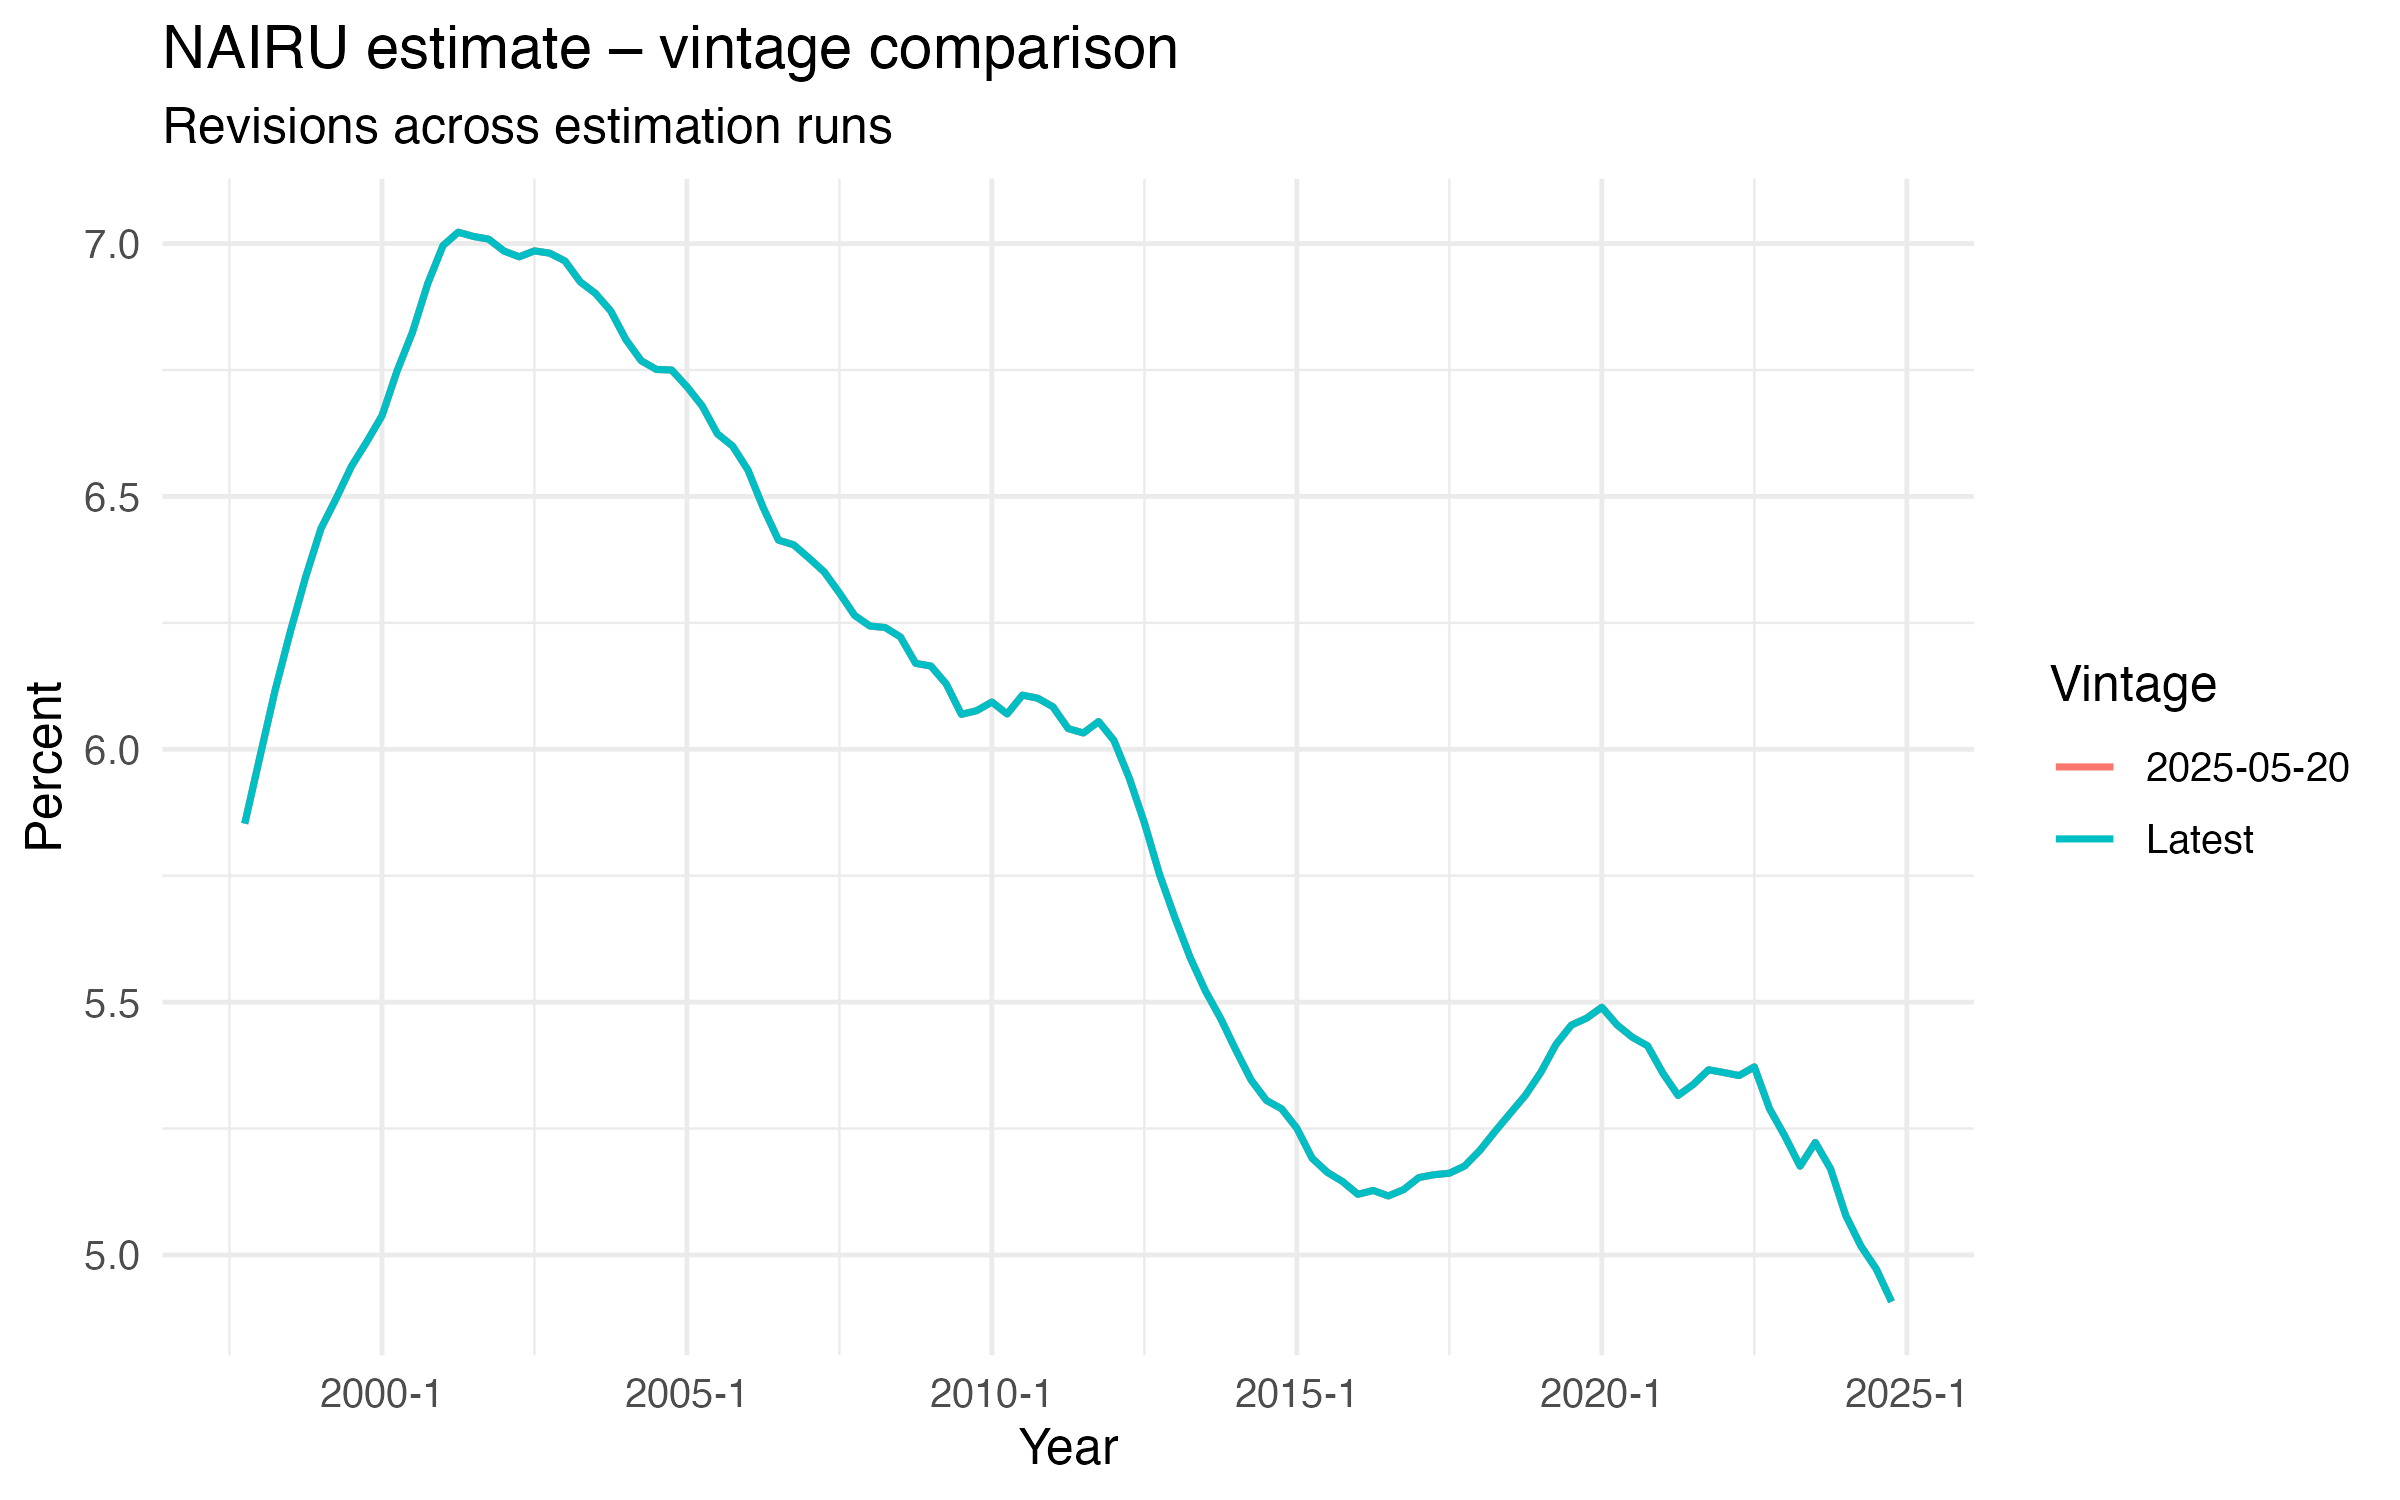 NAIRU estimate – vintage comparison
Revisions across estimation runs
Percent
7.0
6.5
6.0
5.5
5.0
2000-1
2005-1
2010-1
2015-1
2020-1
2025-1
Year
Vintage
2025-05-20
Latest